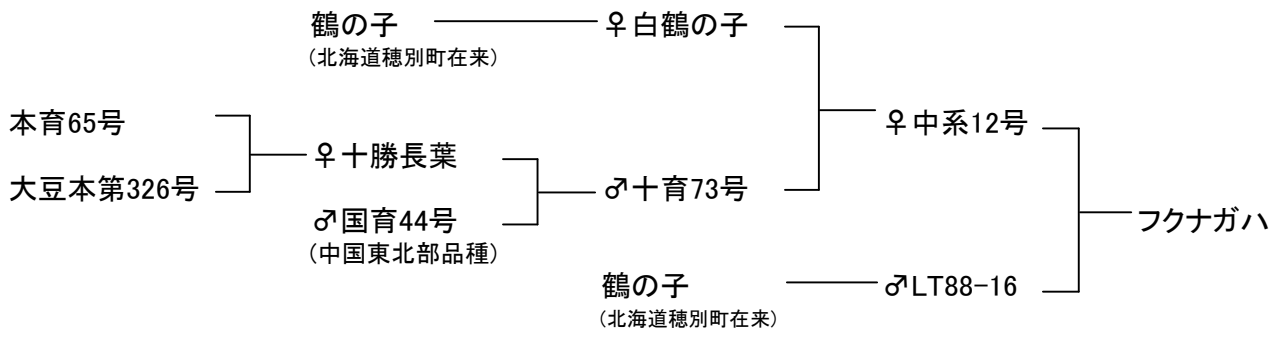 鶴の子
♀白鶴の子
(北海道穂別町在来)
本育65号
♀中系12号
♀十勝長葉
大豆本第326号
♂十育73号
♂国育44号
フクナガハ
(中国東北部品種)
鶴の子
♂LT88-16
(北海道穂別町在来)